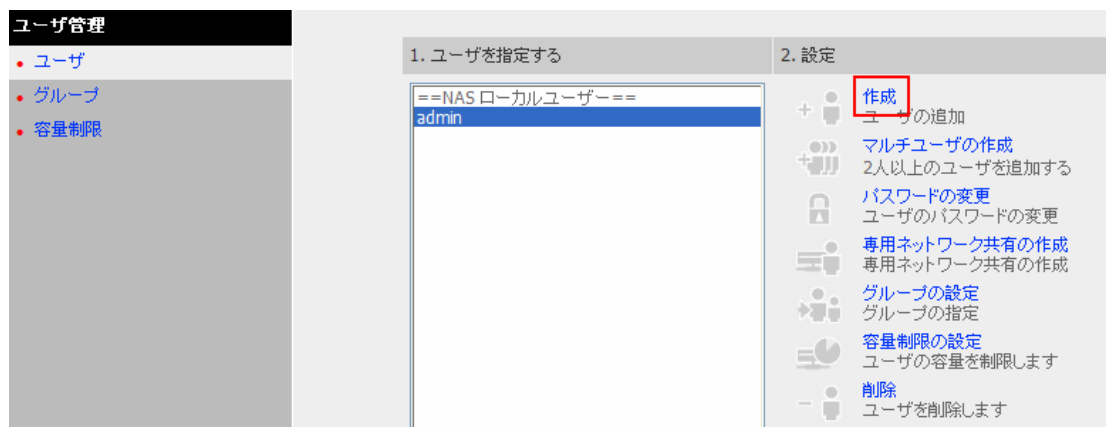 ユーザ管理
・ユーザ
・グループ
・容量制限
1. ユーザを指定する
==NAS ローカルユーザー==
admin
2. 設定
作成
ユーザの追加
マルチユーザの作成
2人以上のユーザを追加する
パスワードの変更
ユーザのパスワードの変更
専用ネットワーク共有の作成
専用ネットワーク共有の作成
グループの設定
グループの指定
容量制限の設定
ユーザの容量を制限します
削除
ユーザを削除します